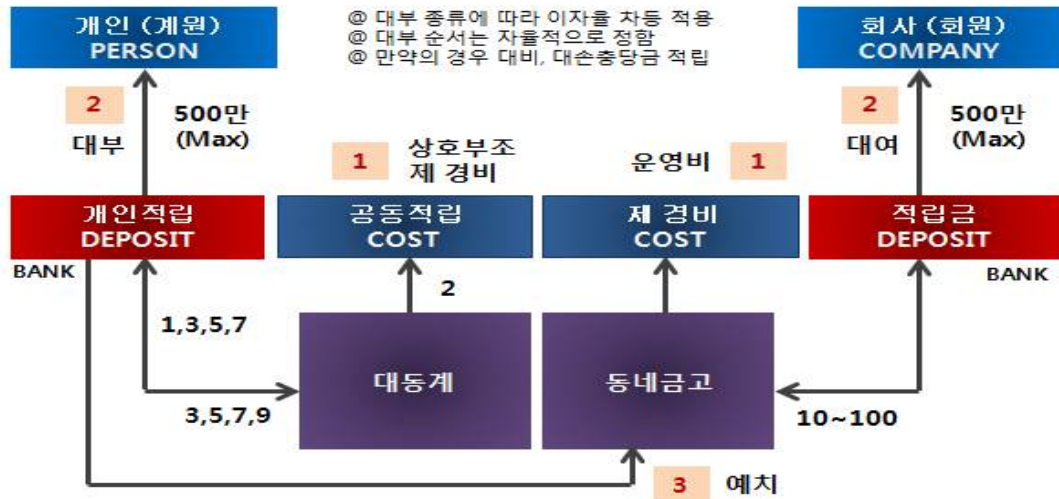 개인 (계원)
PERSON
@ 대부 종류에 따라 이자율 차등 적용
@ 대부 순서는 자율적으로 정함
@ 만약의 경우 대비, 대손충당금 적립
회사 (회원)
COMPANY
2
대부
500만
(Max)
1
상호부조
제 경비
운영비
1
2
대여
500만
(Max)
개인적립
DEPOSIT
공동적립
COST
제 경비
COST
적립금
DEPOSIT
BANK
BANK
2
1,3,5,7
대동계
동네금고
3,5,7,9
10~100
3
예치